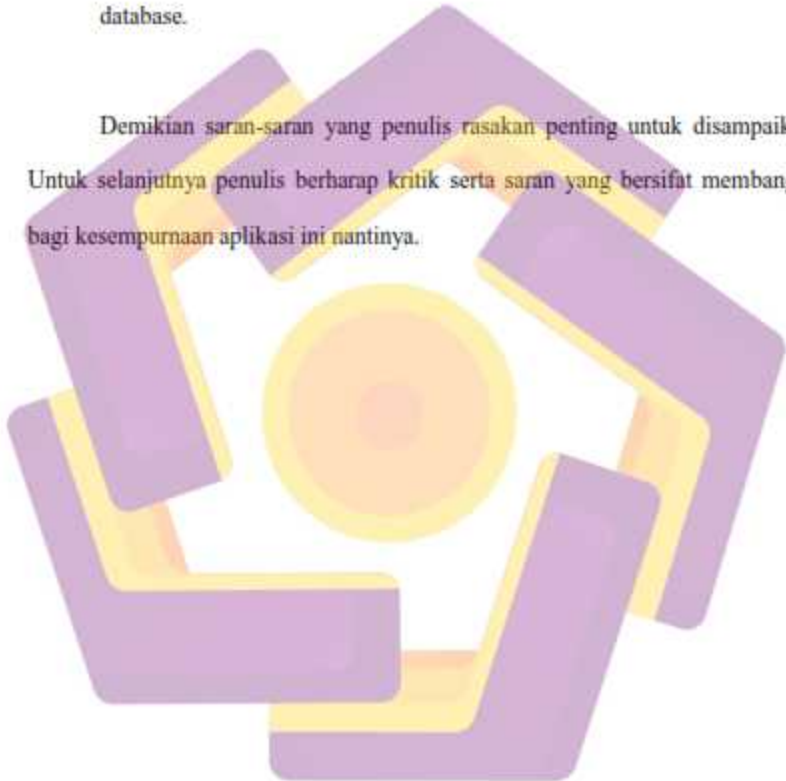 database.
Demikian saran-saran yang penulis rasakan penting untuk disampaik
Untuk selanjutnya penulis berharap kritik serta saran yang bersifat membang
bagi kesempurnaan aplikasi ini nantinya.